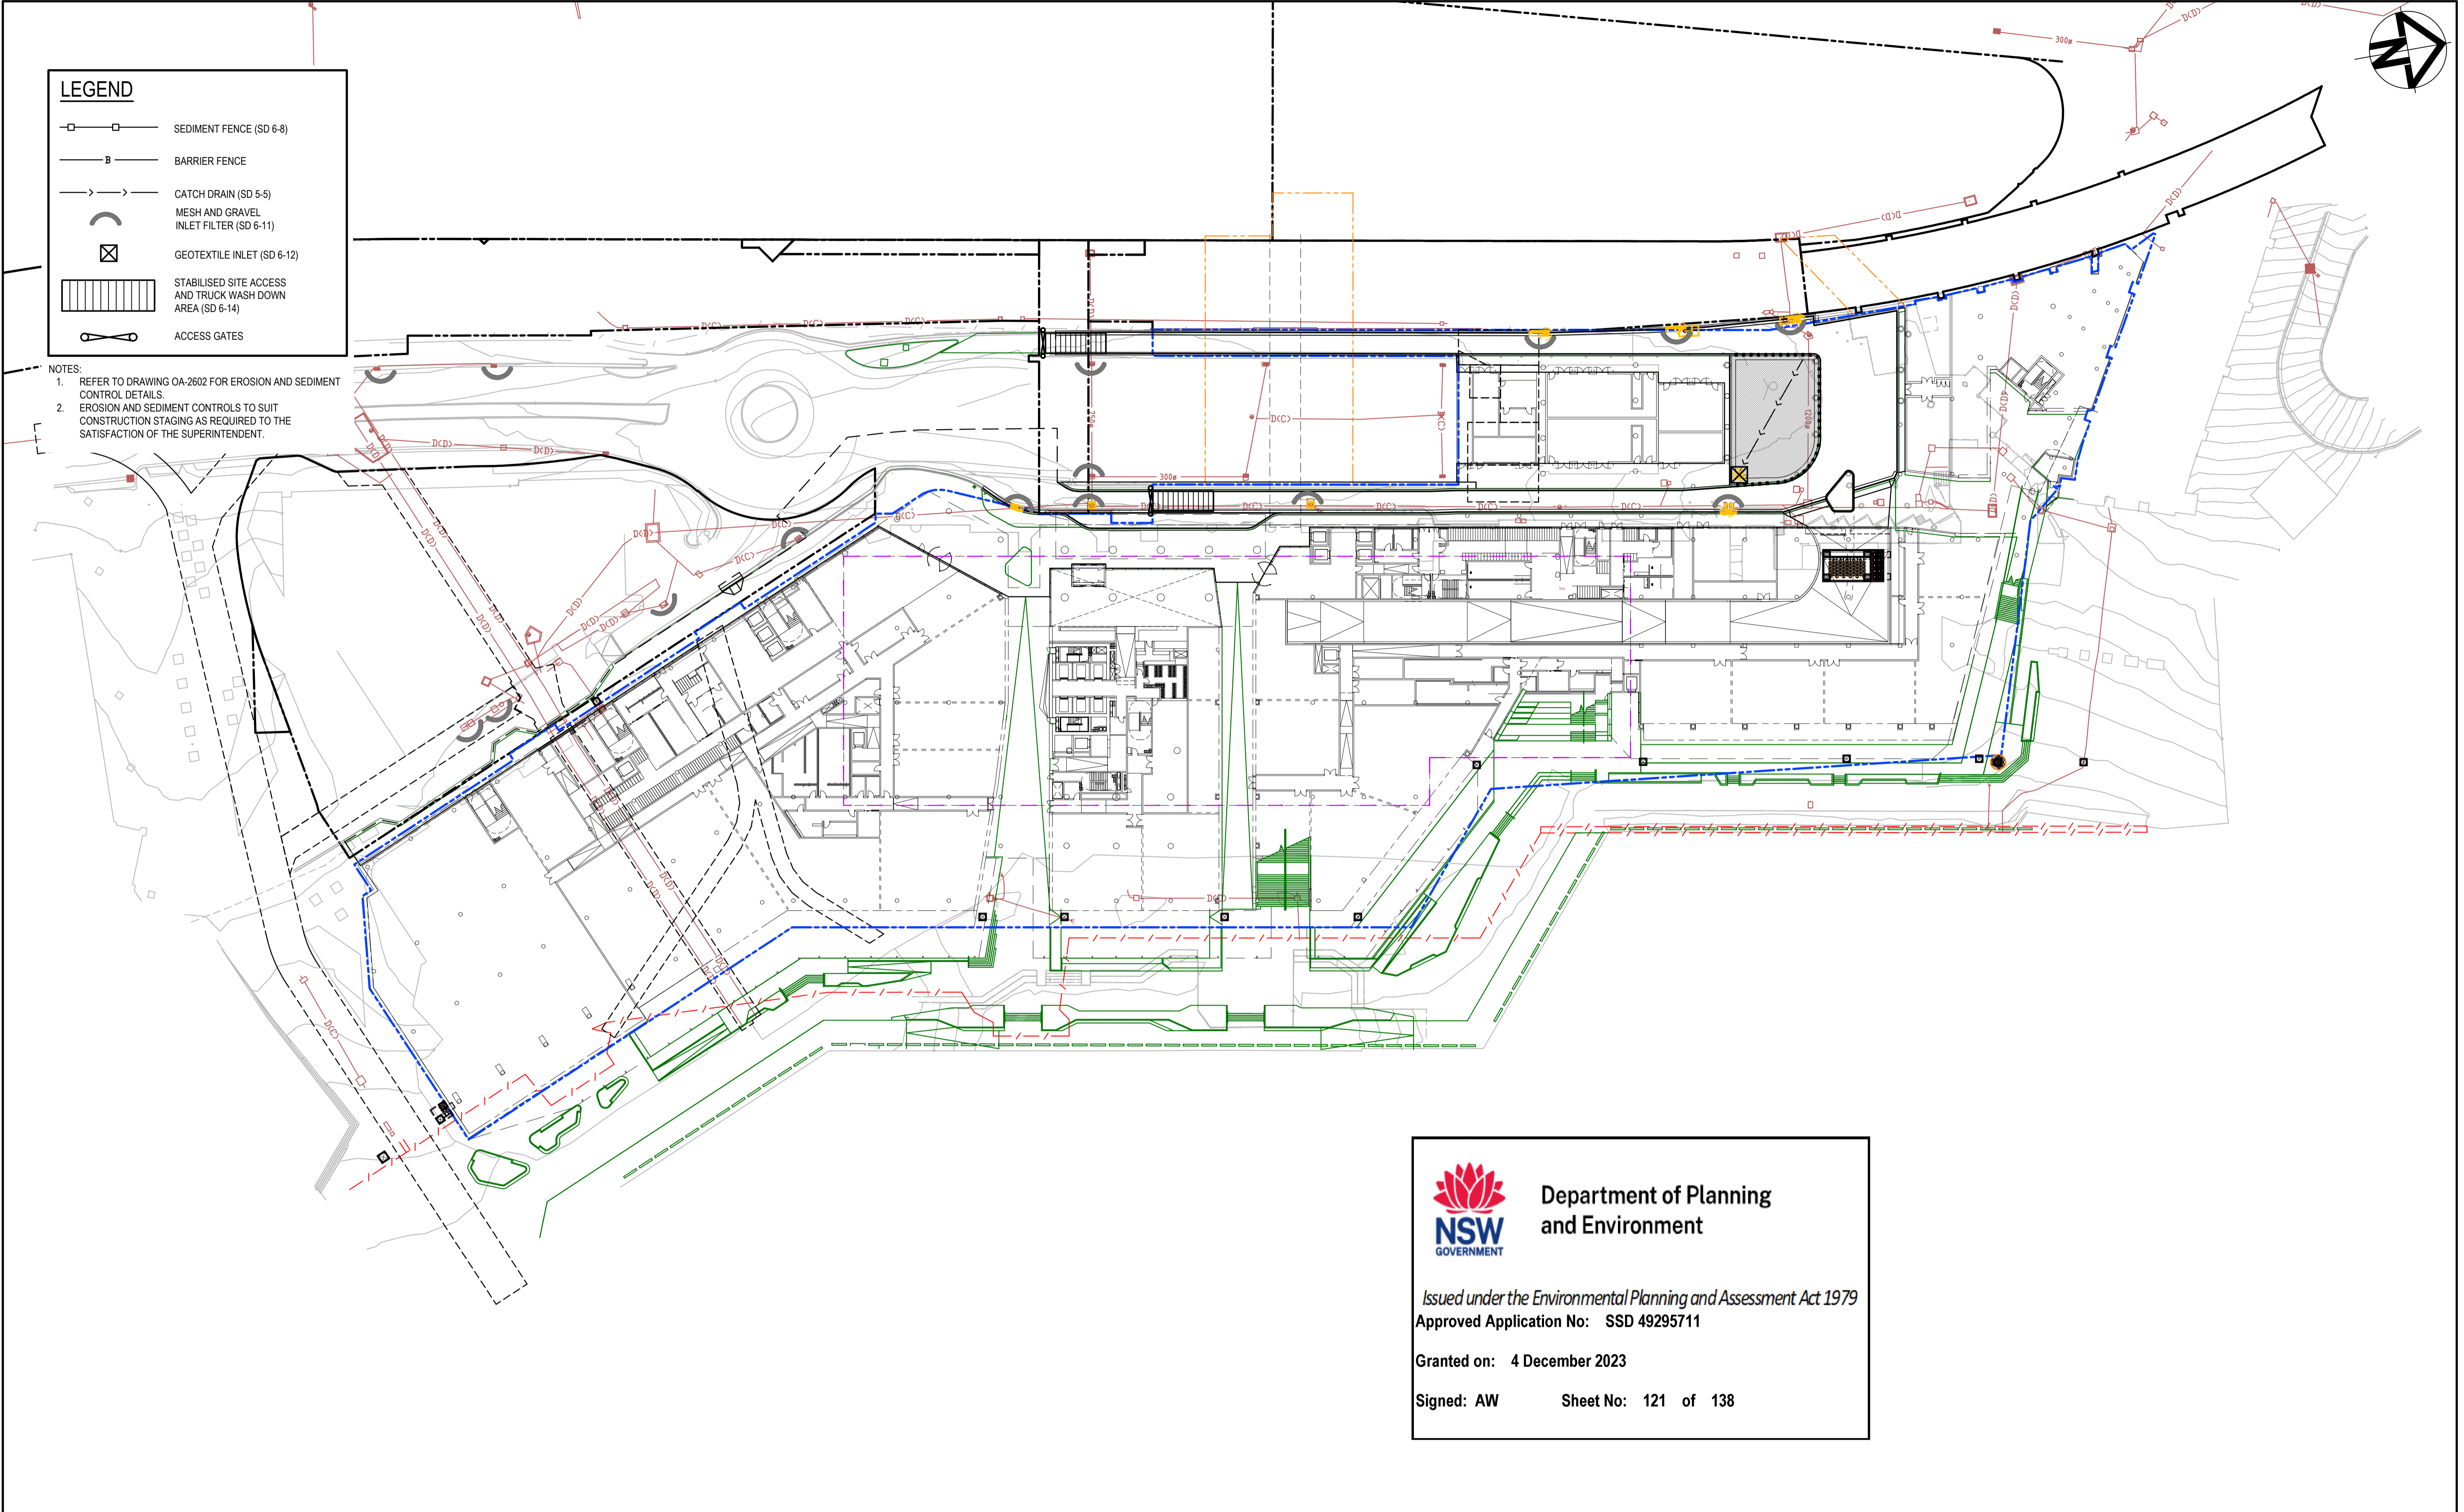 LEGEND
SEDIMENT FENCE (SD 6-8)
B
BARRIER FENCE
CATCH DRAIN (SD 5-5)
MESH AND GRAVEL
INLET FILTER (SD 6-11)
GEOTEXTILE INLET (SD 6-12)
STABILISED SITE ACCESS
AND TRUCK WASH DOWN
AREA (SD 6-14)
ACCESS GATES
NOTES:
1. REFER TO DRAWING OA-2602 FOR EROSION AND SEDIMENT
CONTROL DETAILS.
2. EROSION AND SEDIMENT CONTROLS TO SUIT
CONSTRUCTION STAGING AS REQUIRED TO THE
SATISFACTION OF THE SUPERINTENDENT.
N
D(D)
D(D)
300ø
D(D)
D(D)
D(D)
D(D)
D(C)
D(C)
D(C)
D(D)
D(D)
750ø
D(C)
D(C)
1200ø
D(D)
D(D)
D(D)
D(D)
300ø
D(C)
D(C)
D(C)
D(C)
D(C)
D(C)
D(D)
D(D)
D(D)
D(D)
D(C)
D(D)
D(D)
D(D)
D(D)
D(D)
D(D)
D(D)
D(D)
D(C)
D(D)
D(D)
D(C)
NSW
GOVERNMENT
Department of Planning
and Environment
Issued under the Environmental Planning and Assessment Act 1979
Approved Application No: SSD 49295711
Granted on: 4 December 2023
Signed: AW Sheet No: 121 of 138